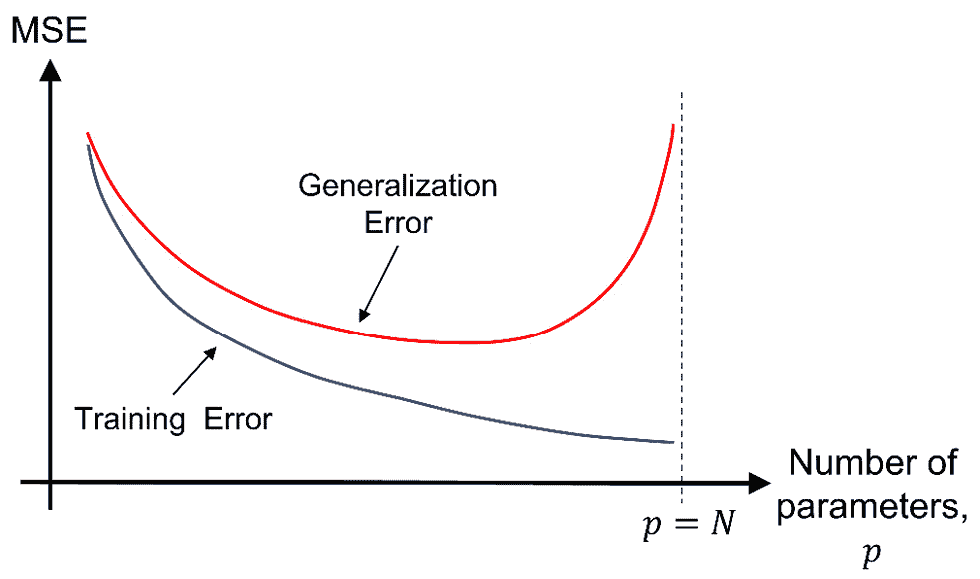 MSE
Generalization
Error
Training Error
Number of
parameters,
p
p = N